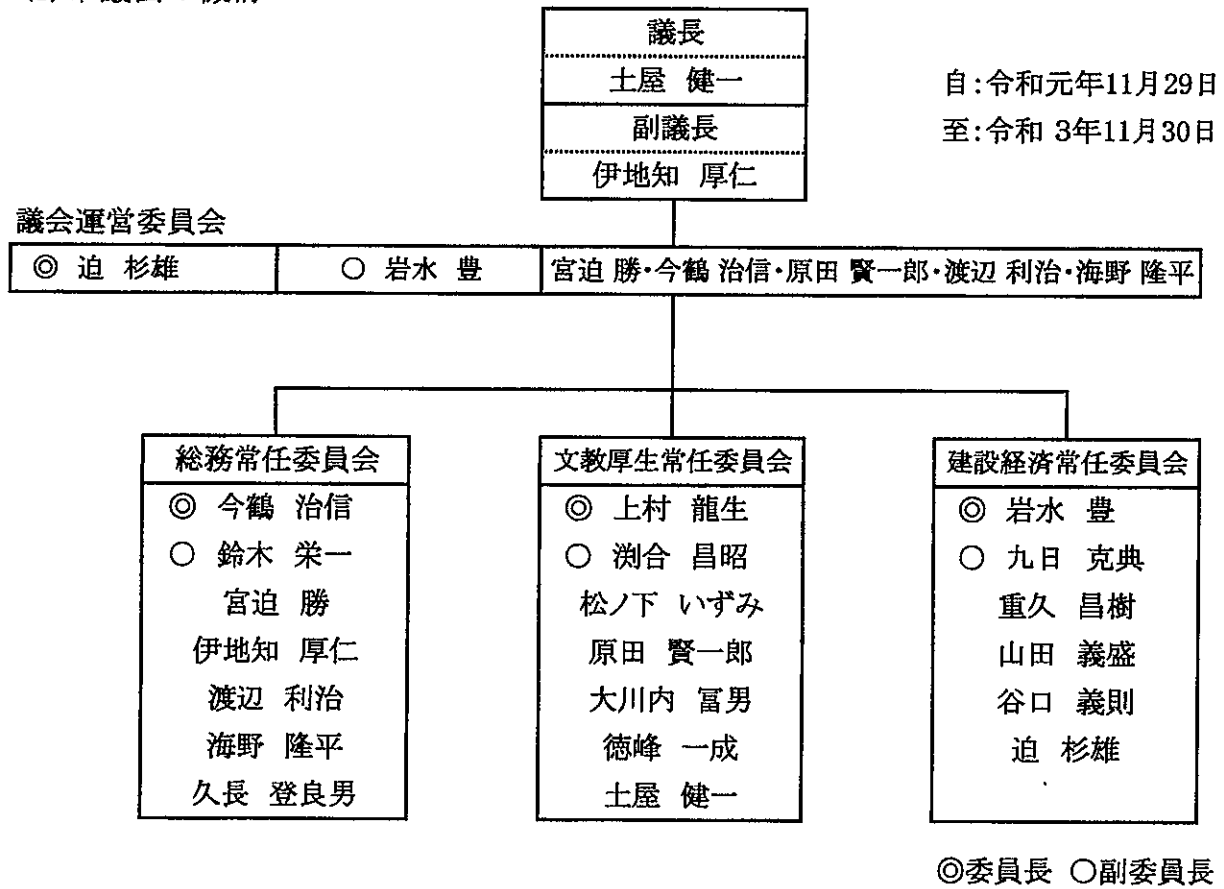 議長
土屋 健一
副議長
伊地知 厚仁
自:令和元年11月29日
至:令和 3年11月30日
議会運営委員会
◎ 迫 杉雄 ○ 岩水 豊 宮迫 勝・今鶴 治信・原田 賢一郎・渡辺 利治・海野 隆平
総務常任委員会
◎ 今鶴 治信
○ 鈴木 栄一
宮迫 勝
伊地知 厚仁
渡辺 利治
海野 隆平
久長 登良男
文教厚生常任委員会
◎ 上村 龍生
○ 渕合 昌昭
松ノ下 いずみ
原田 賢一郎
大川内 冨男
徳峰 一成
土屋 健一
建設経済常任委員会
◎ 岩水 豊
○ 九日 克典
重久 昌樹
山田 義盛
谷口 義則
迫 杉雄
◎委員長 ○副委員長